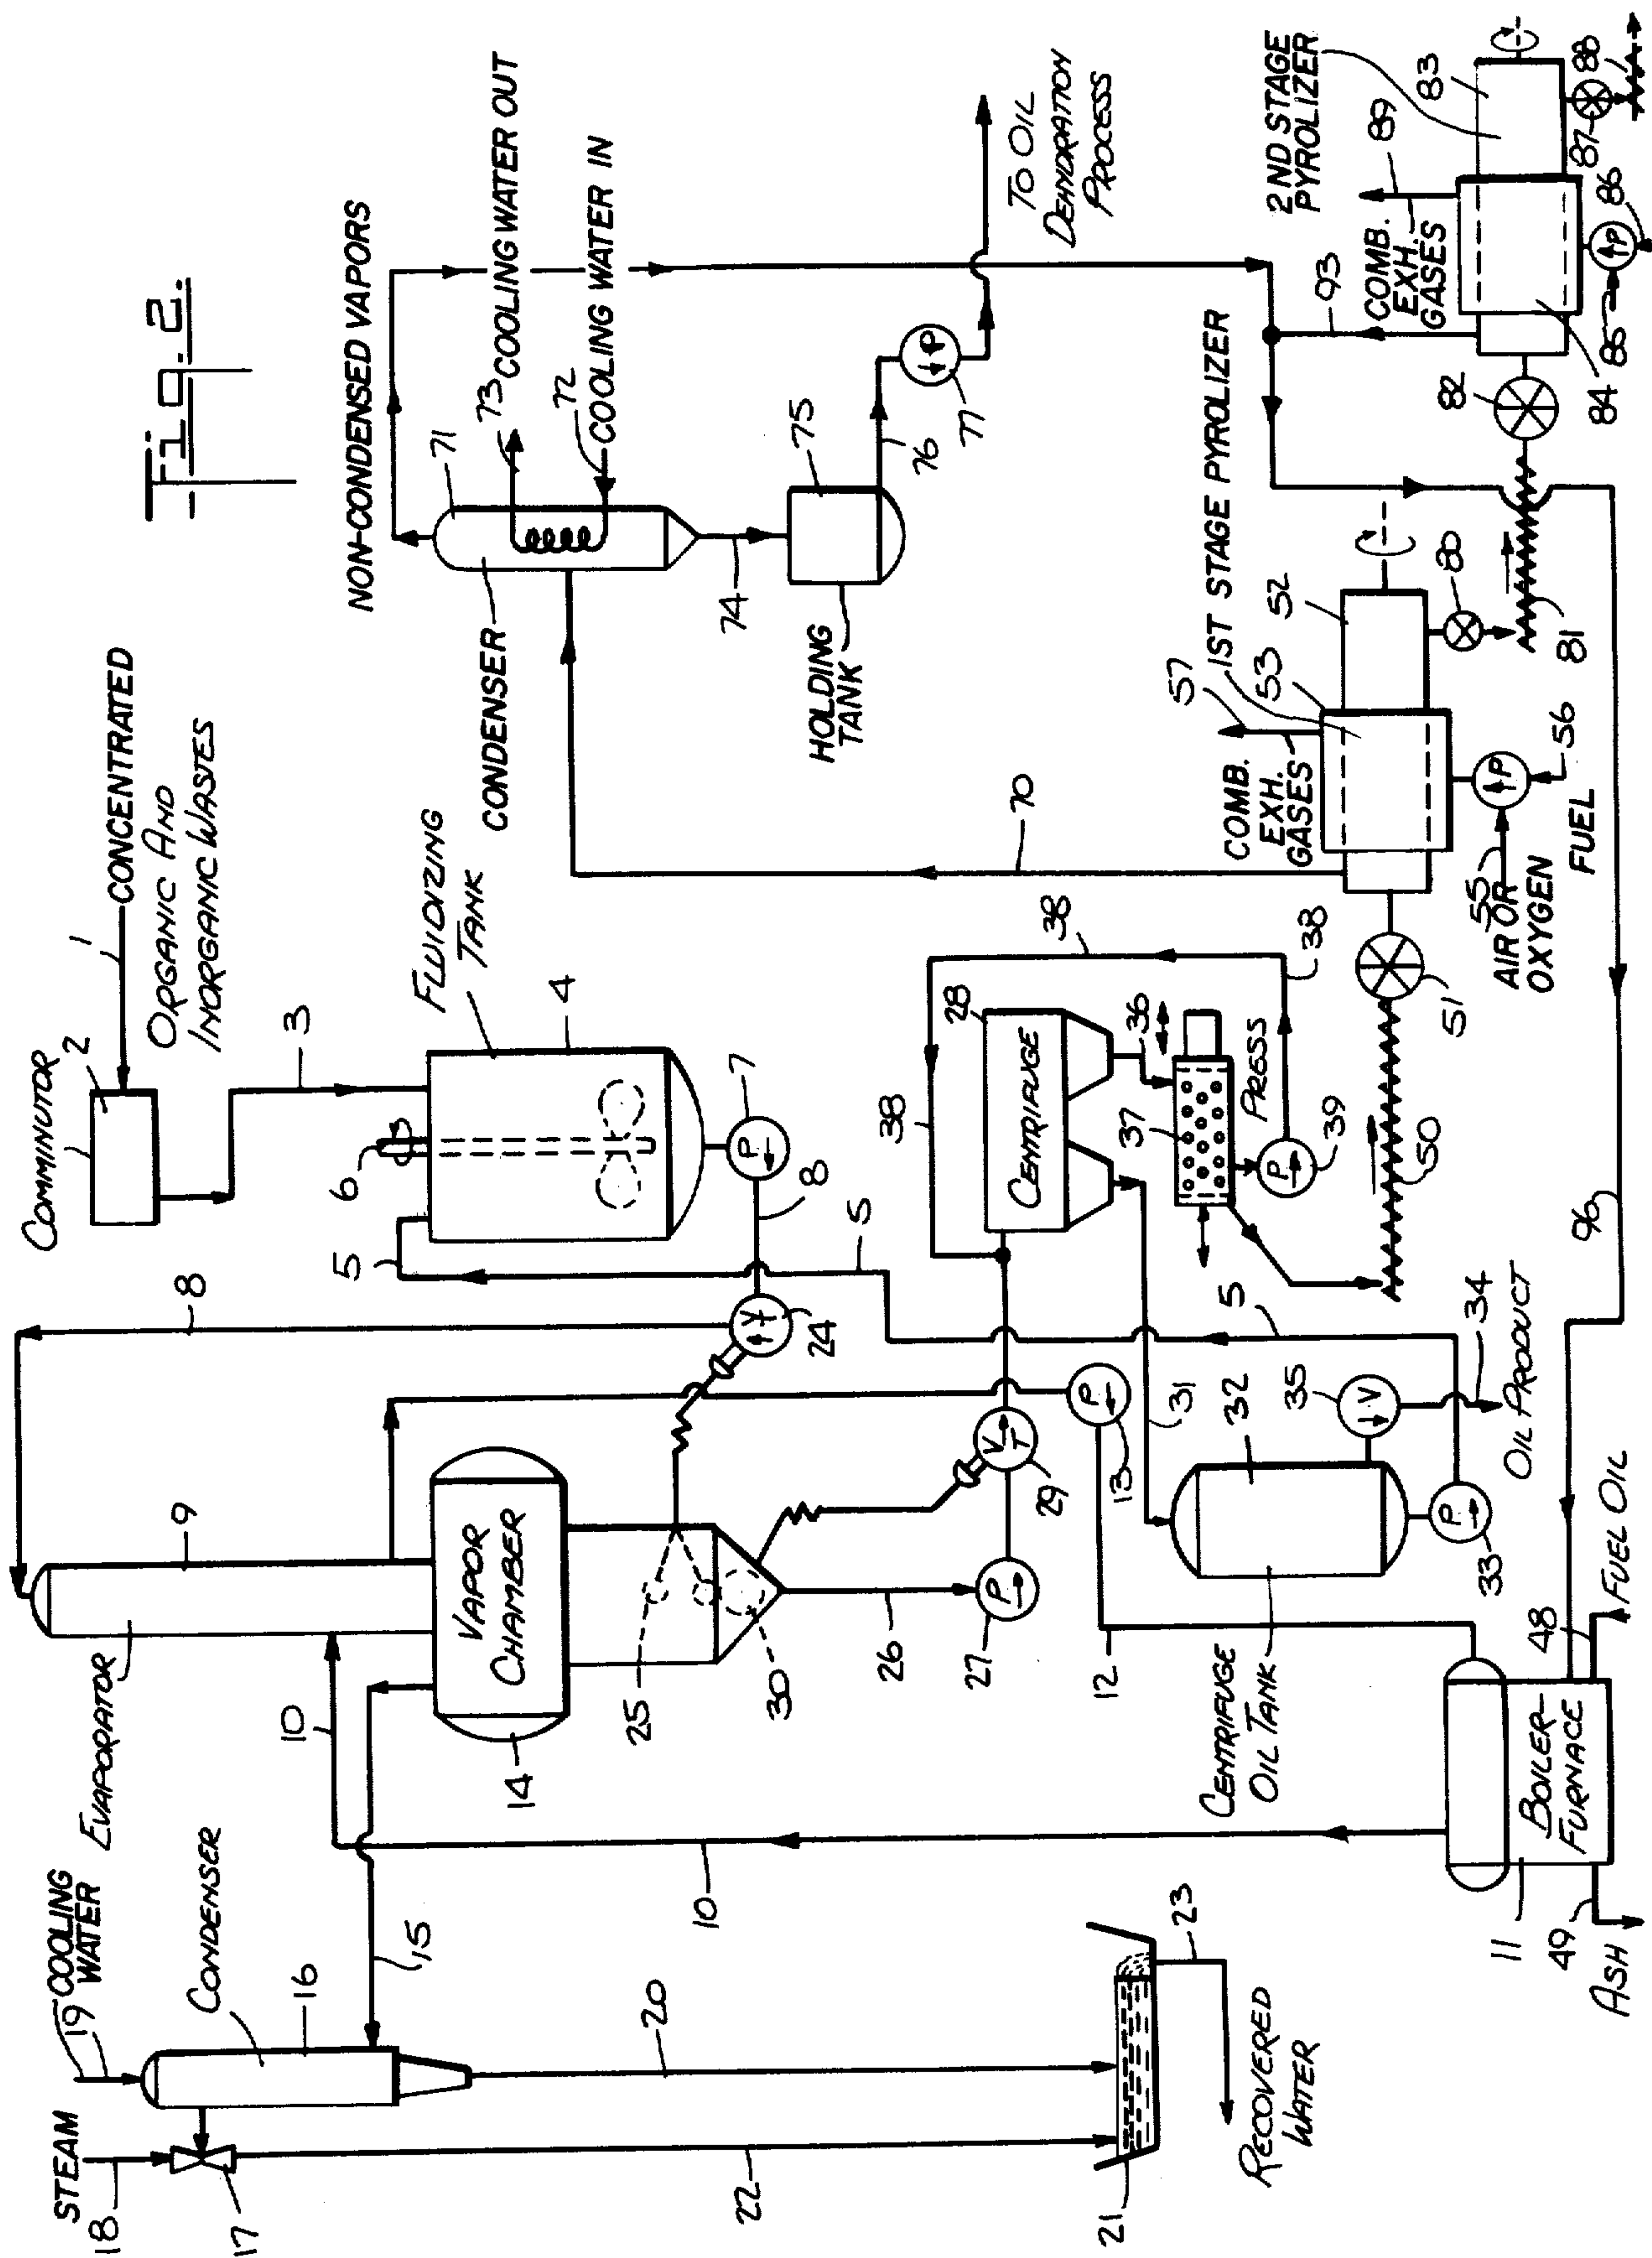 Fig. 2.
STEAM
18
17
19
COOLING
WATER
CONDENSER
16
15
20
22
21
23
RECOVERED
WATER
EVAPORATOR
9
8
10
10
VAPOR
CHAMBER
14
25
30
26
P
27
V
T
29
V
24
COMMINUTOR
2
1
CONCENTRATED
ORGANIC AND
INORGANIC WASTES
3
FLUIDIZING
TANK
4
6
5
P
7
8
5
5
P
13
12
31
CENTRIFUGE
28
38
38
38
36
37
PRESS
P
39
CENTRIFUGE
OIL TANK
32
V
35
34
OIL PRODUCT
P
33
BOILER-
FURNACE
11
49
ASH
48
FUEL OIL
96
50
51
1ST STAGE PYROLIZER
52
53
57
COMB.
EXH.
GASES
55
AIR OR
OXYGEN
P
56
FUEL
70
NON-CONDENSED VAPORS
71
CONDENSER
73
COOLING WATER OUT
72
COOLING WATER IN
74
HOLDING
TANK
75
76
P
77
TO OIL
DEHYDRATION
PROCESS
80
81
82
2ND STAGE
PYROLIZER
83
84
85
P
86
87
88
89
COMB.
EXH.
GASES
93